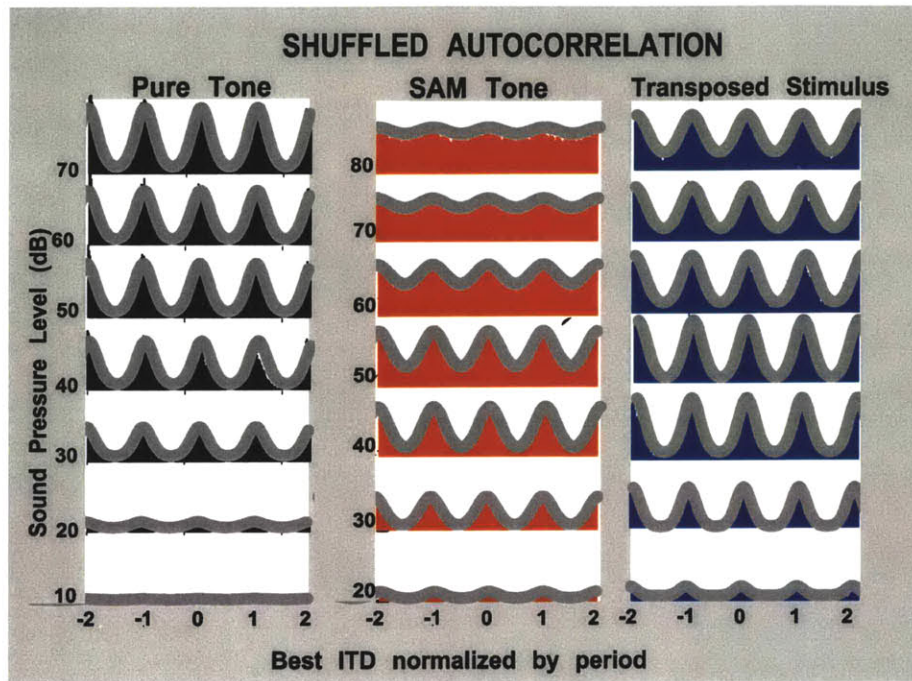 SHUFFLED AUTOCORRELATION
Pure Tone
SAM Tone
Transposed Stimulus
Sound Pressure Level (dB)
70
60
50
40
30
20
10
80
70
60
50
40
30
20
-2 -1 0 1 2
-2 -1 0 1 2
-2 -1 0 1 2
Best ITD normalized by period